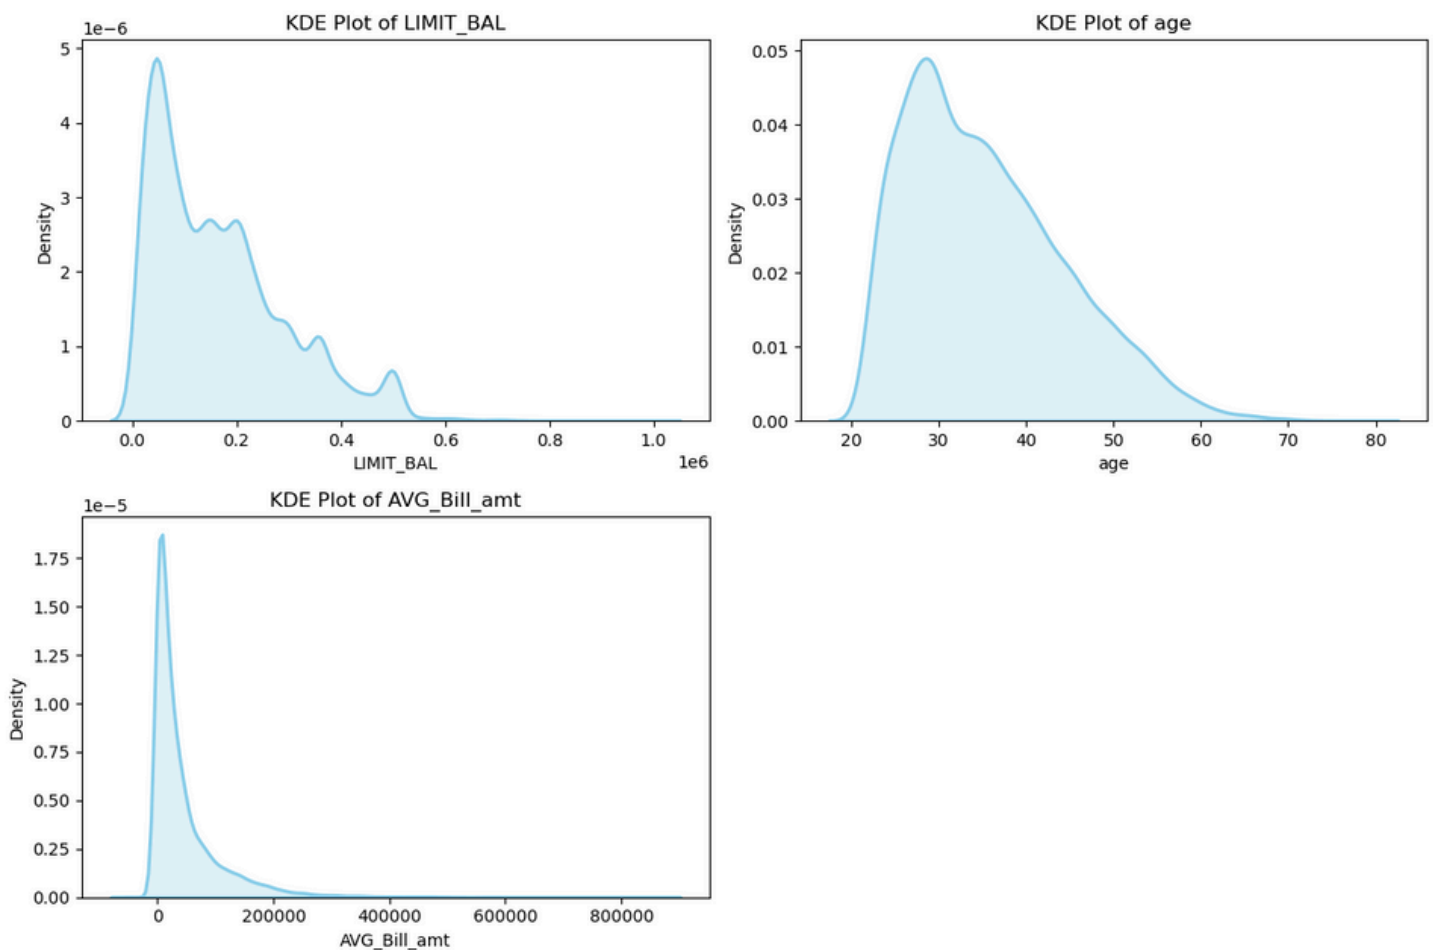 KDE Plot of LIMIT_BAL
1e−6
5
4
3
2
1
0
Density
0.0 0.2 0.4 0.6 0.8 1.0
1e6
LIMIT_BAL
KDE Plot of age
0.05
0.04
0.03
0.02
0.01
0.00
Density
20 30 40 50 60 70 80
age
KDE Plot of AVG_Bill_amt
1e−5
1.75
1.50
1.25
1.00
0.75
0.50
0.25
0.00
Density
0 200000 400000 600000 800000
AVG_Bill_amt